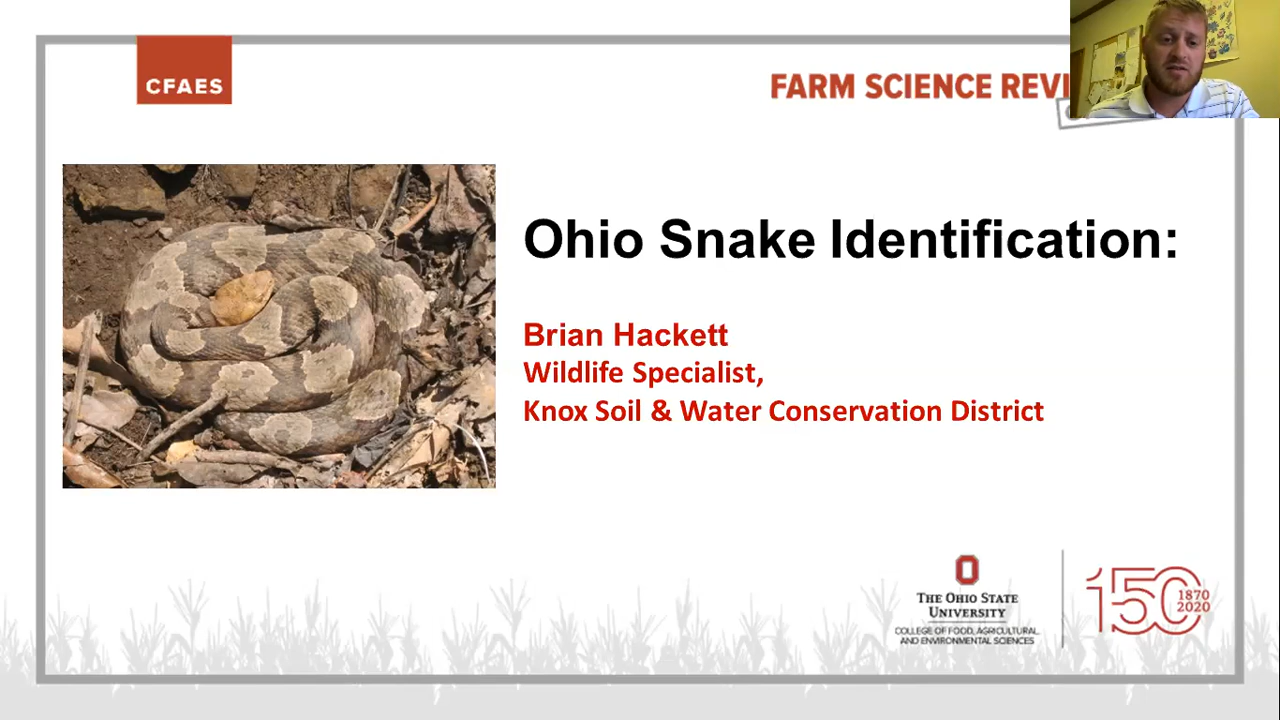 CFAES
FARM SCIENCE
Ohio Snake Identification:
Brian Hackett
Wildlife Specialist,
Knox Soil & Water Conservation District
THE OHIO STATE
UNIVERSITY
COLLEGE OF FOOD, AGRICULTURAL,
AND ENVIRONMENTAL SCIENCES
150
1870
2020